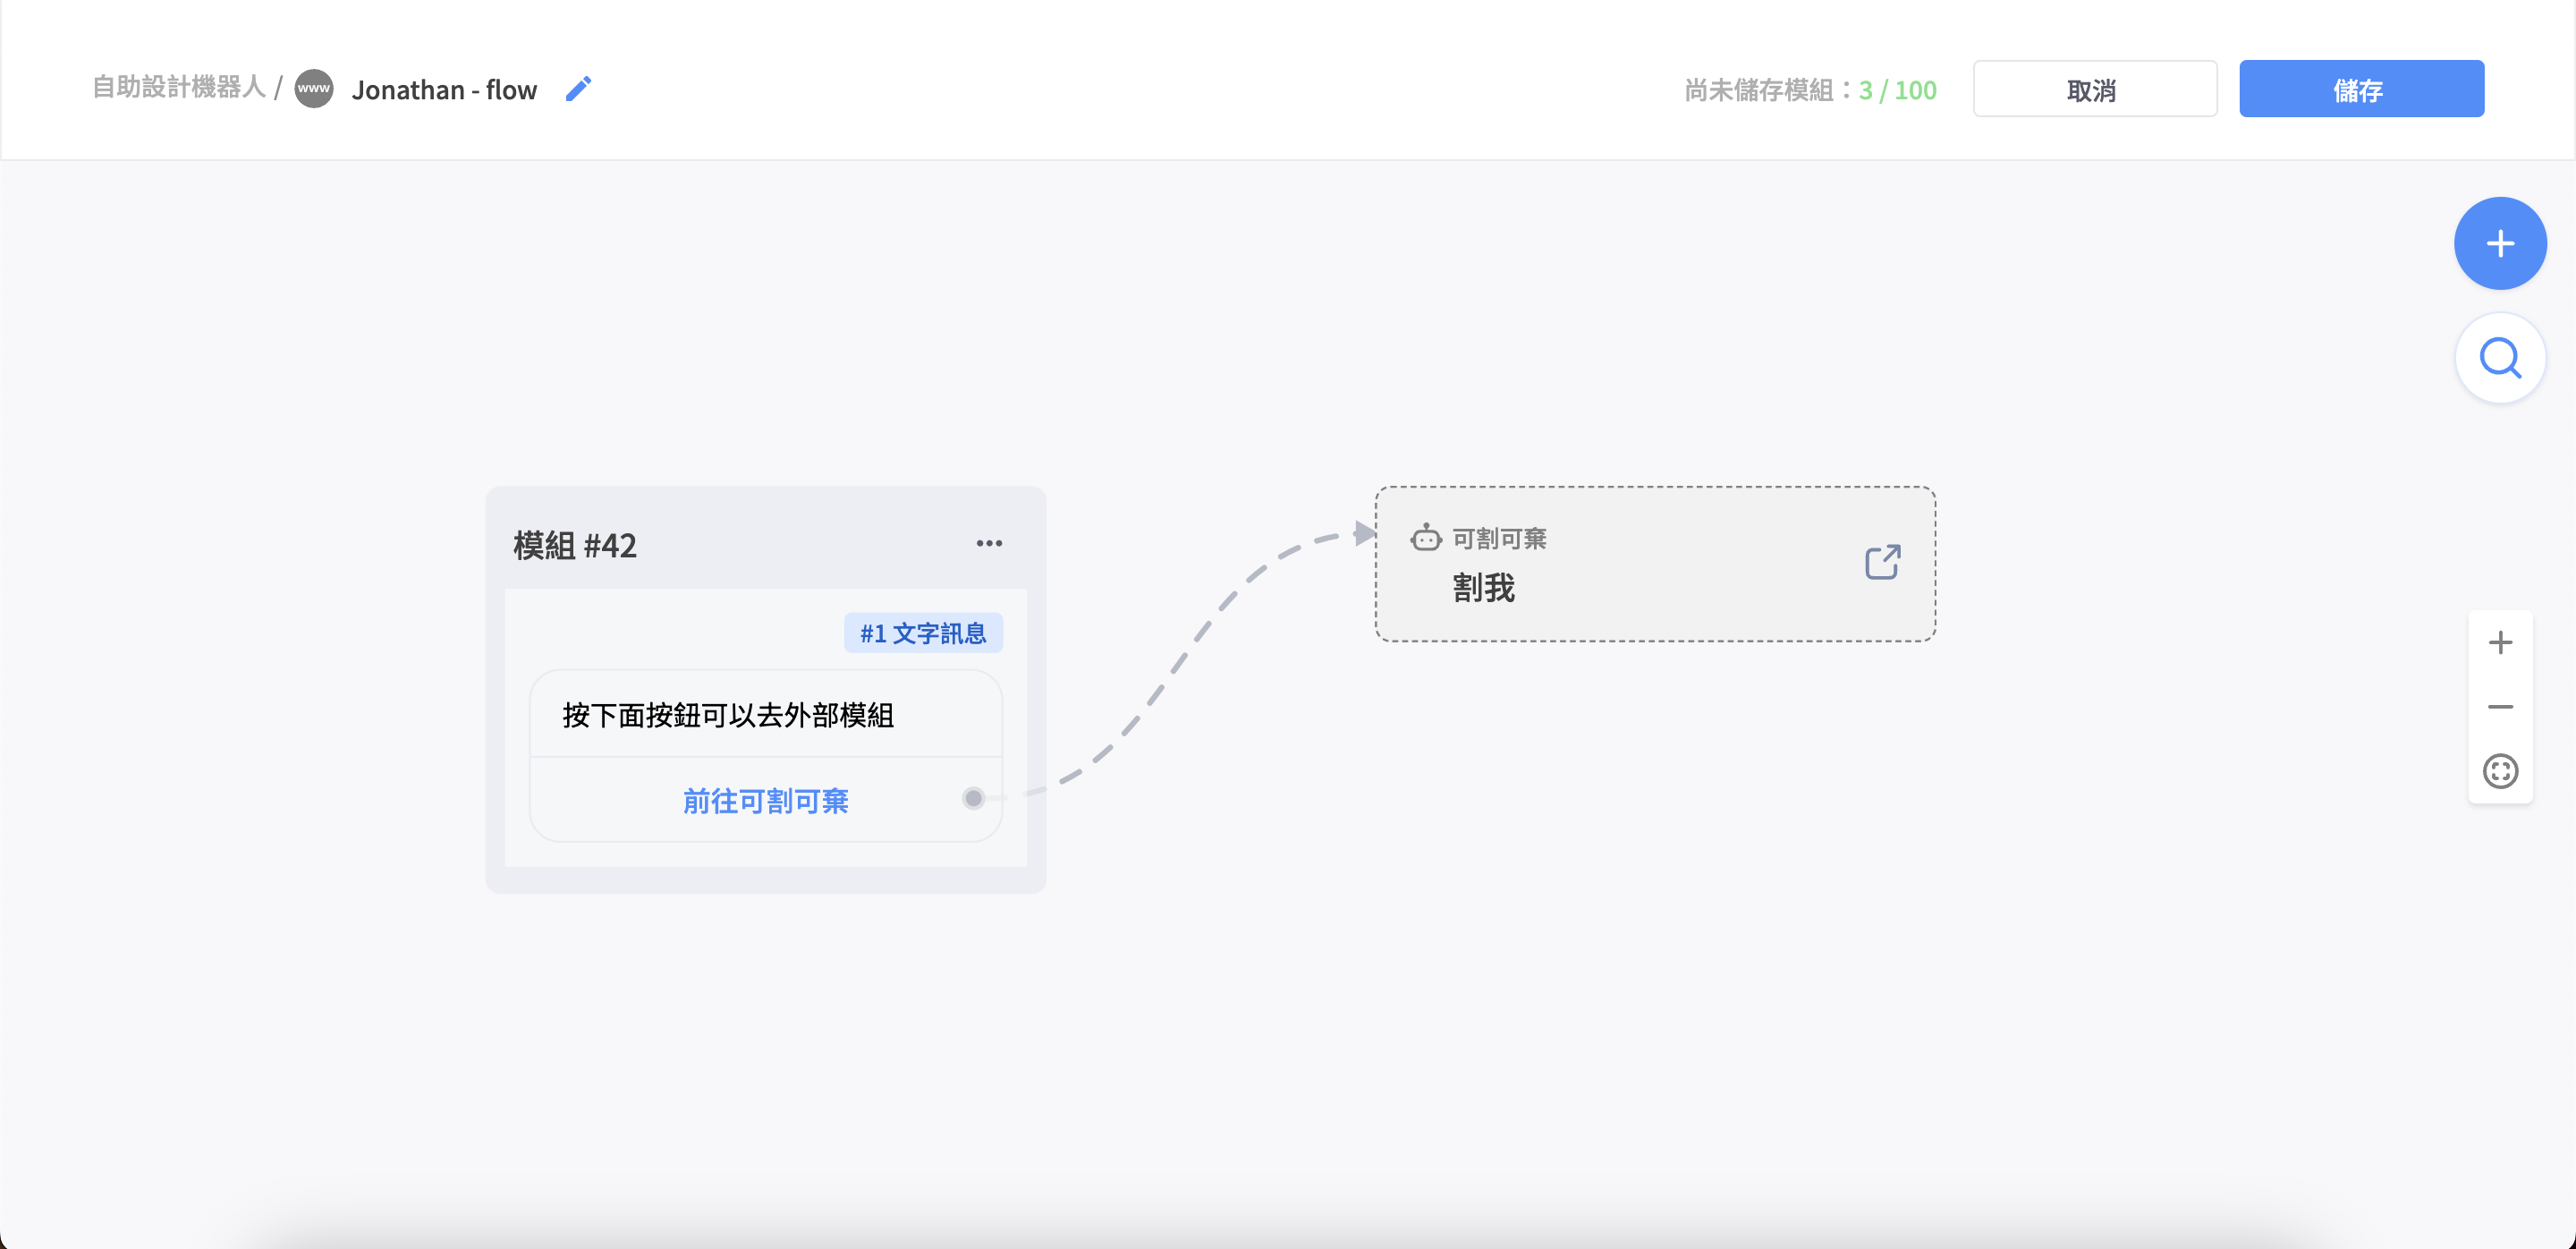 自助設計機器人 / www Jonathan - flow
尚未儲存模組：3 / 100
取消
儲存
模組 #42
#1 文字訊息
按下面按鈕可以去外部模組
前往可割可棄
可割可棄
割我